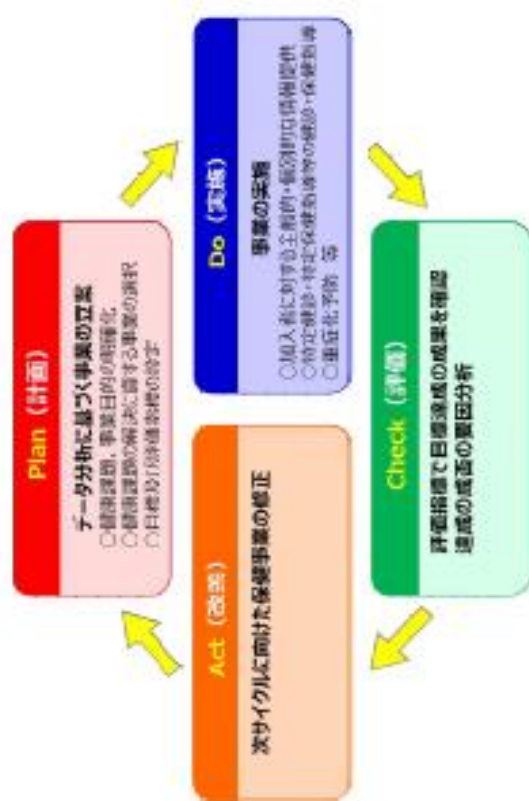 Plan (計画)
データ分析に基づく事業の立案
○健康課題、事業目的の明確化
○健康課題の解決に資する事業の選択
○目標及び評価指標の設定
Do (実施)
事業の実施
○加入者に対する全般的・個別的な情報提供
○特定健診・特定保健指導等の健診・保健指導
○重症化予防 等
Check (評価)
評価指標で目標達成の成果を確認
達成の成否の要因分析
Act (改善)
次サイクルに向けた保健事業の修正